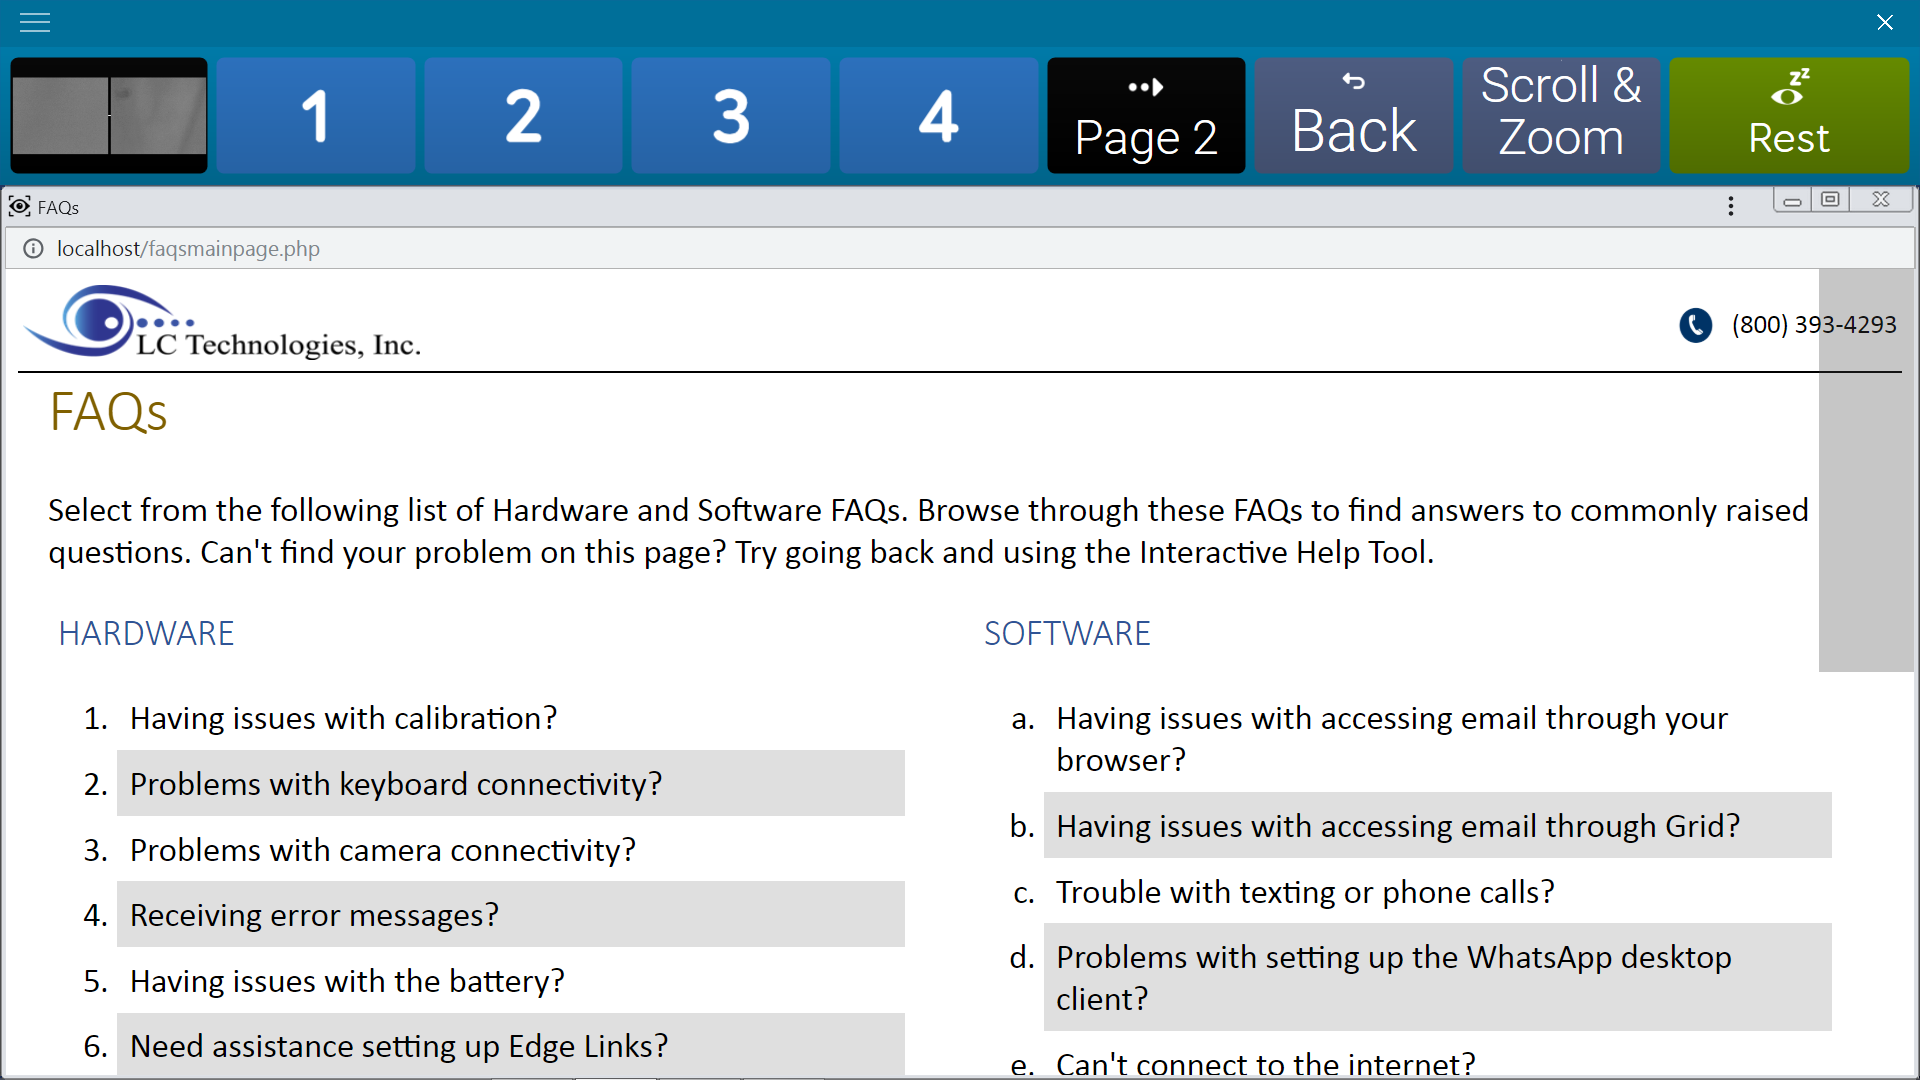 1
2
3
4
Page 2
Back
Scroll &
Zoom
zz
Rest
FAQs
localhost/faqsmainpage.php
LC Technologies, Inc.
(800) 393-4293
FAQs
Select from the following list of Hardware and Software FAQs. Browse through these FAQs to find answers to commonly raised
questions. Can't find your problem on this page? Try going back and using the Interactive Help Tool.
HARDWARE
1. Having issues with calibration?
2. Problems with keyboard connectivity?
3. Problems with camera connectivity?
4. Receiving error messages?
5. Having issues with the battery?
6. Need assistance setting up Edge Links?
SOFTWARE
a. Having issues with accessing email through your
browser?
b. Having issues with accessing email through Grid?
c. Trouble with texting or phone calls?
d. Problems with setting up the WhatsApp desktop
client?
e. Can't connect to the internet?